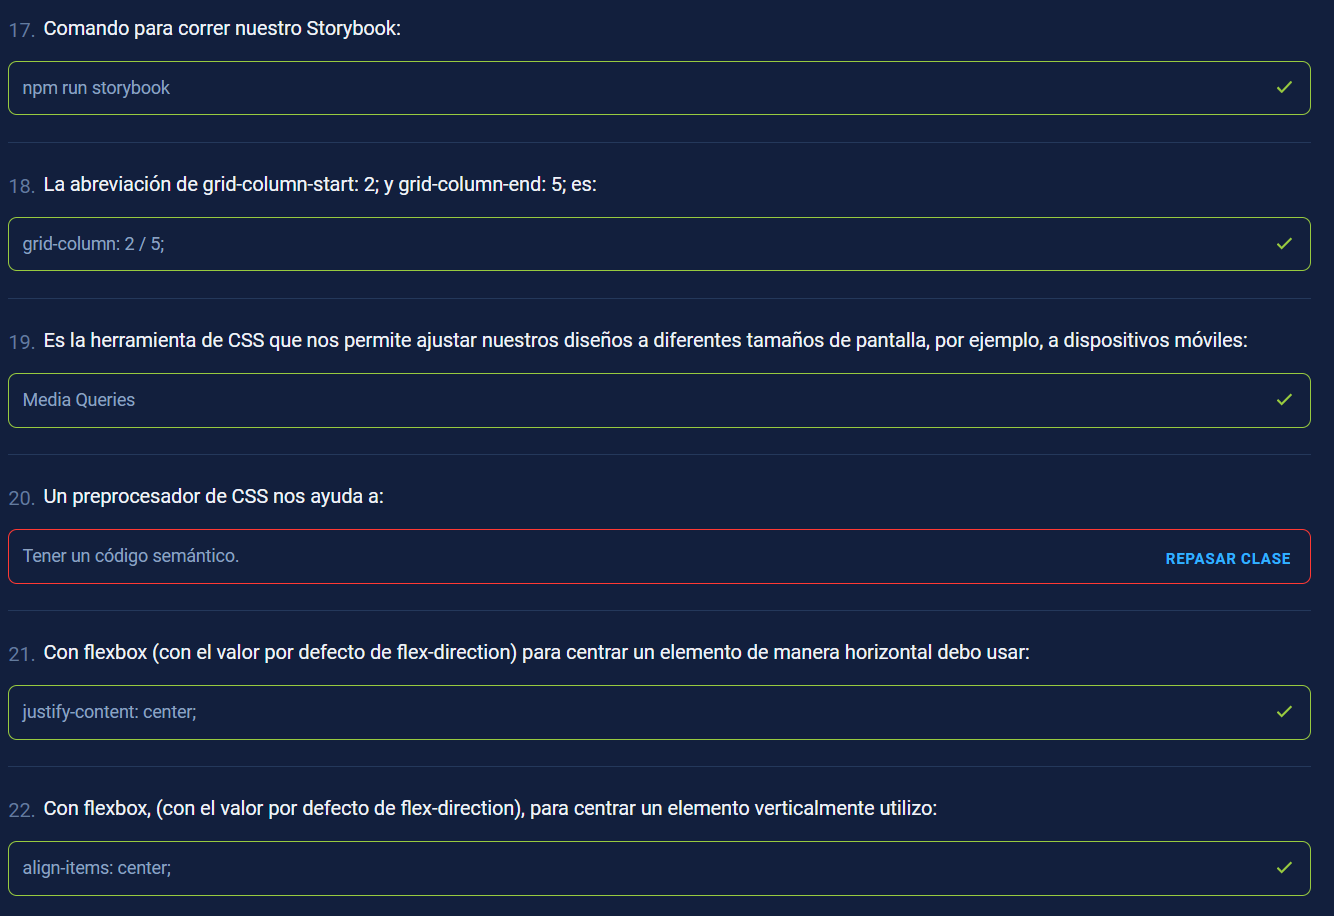 17. Comando para correr nuestro Storybook:
npm run storybook
18. La abreviación de grid-column-start: 2; y grid-column-end: 5; es:
grid-column: 2 / 5;
19. Es la herramienta de CSS que nos permite ajustar nuestros diseños a diferentes tamaños de pantalla, por ejemplo, a dispositivos móviles:
Media Queries
20. Un preprocesador de CSS nos ayuda a:
Tener un código semántico.
REPASAR CLASE
21. Con flexbox (con el valor por defecto de flex-direction) para centrar un elemento de manera horizontal debo usar:
justify-content: center;
22. Con flexbox, (con el valor por defecto de flex-direction), para centrar un elemento verticalmente utilizo:
align-items: center;